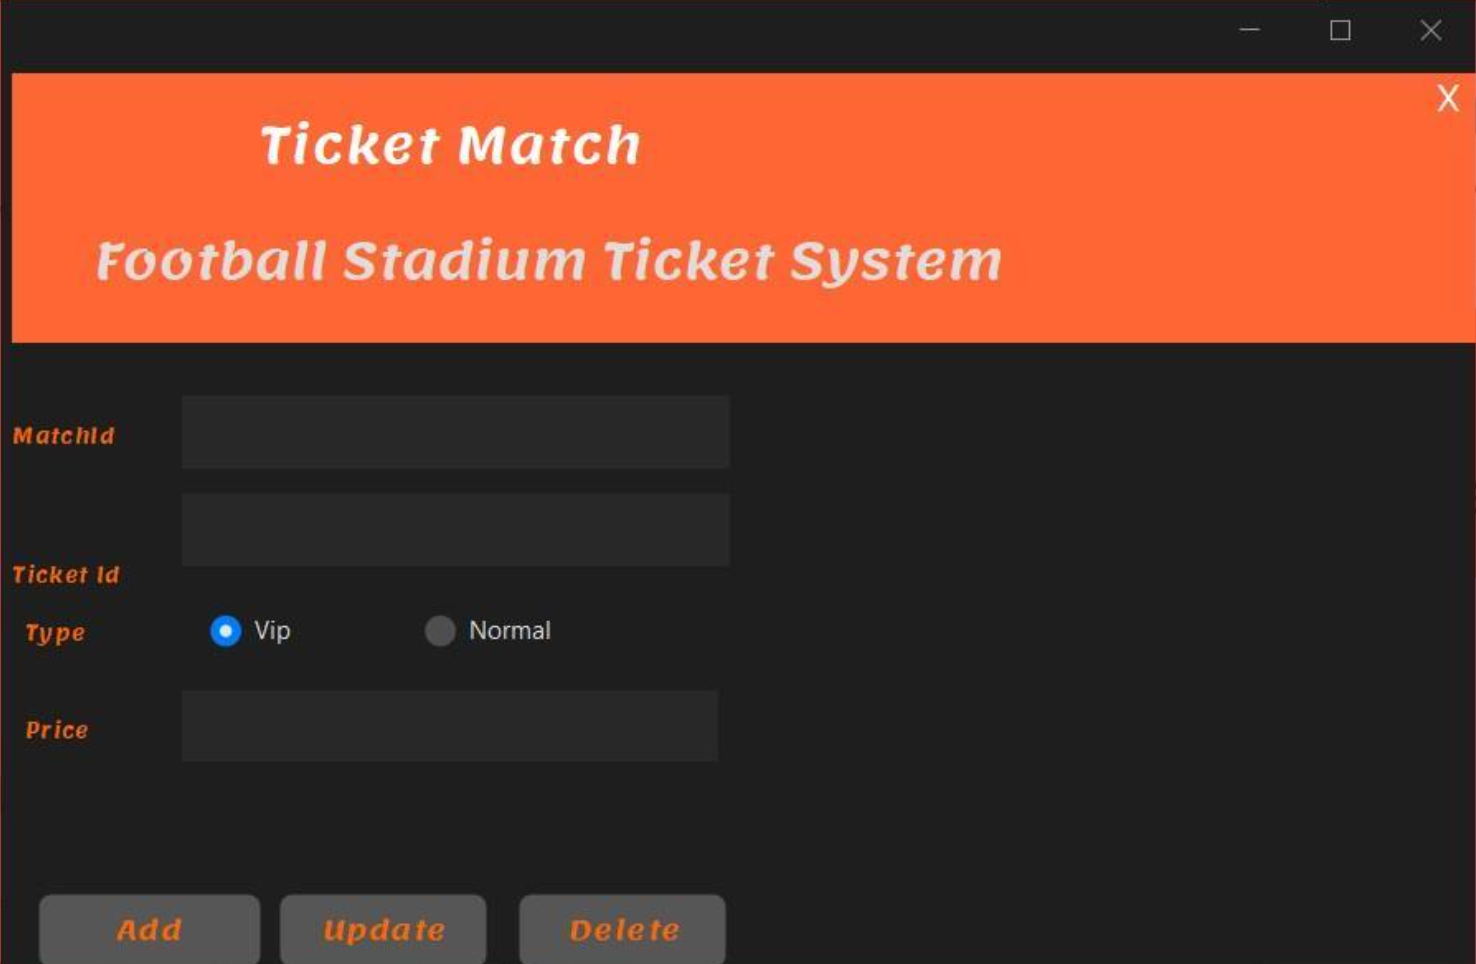 X
Ticket Match
Football Stadium Ticket System
MatchId
Ticket Id
Type Vip Normal
Price
Add Update Delete